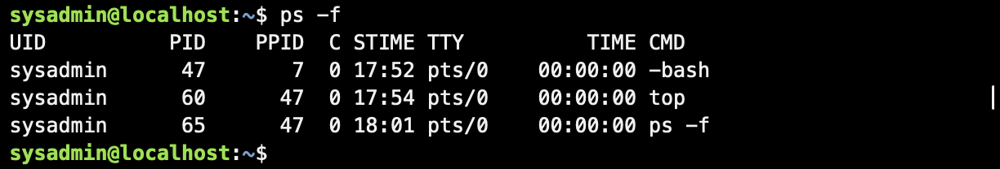 sysadmin@localhost:~$ ps -f
UID PID PPID C STIME TTY TIME CMD
sysadmin 47 7 0 17:52 pts/0 00:00:00 -bash
sysadmin 60 47 0 17:54 pts/0 00:00:00 top
sysadmin 65 47 0 18:01 pts/0 00:00:00 ps -f
sysadmin@localhost:~$